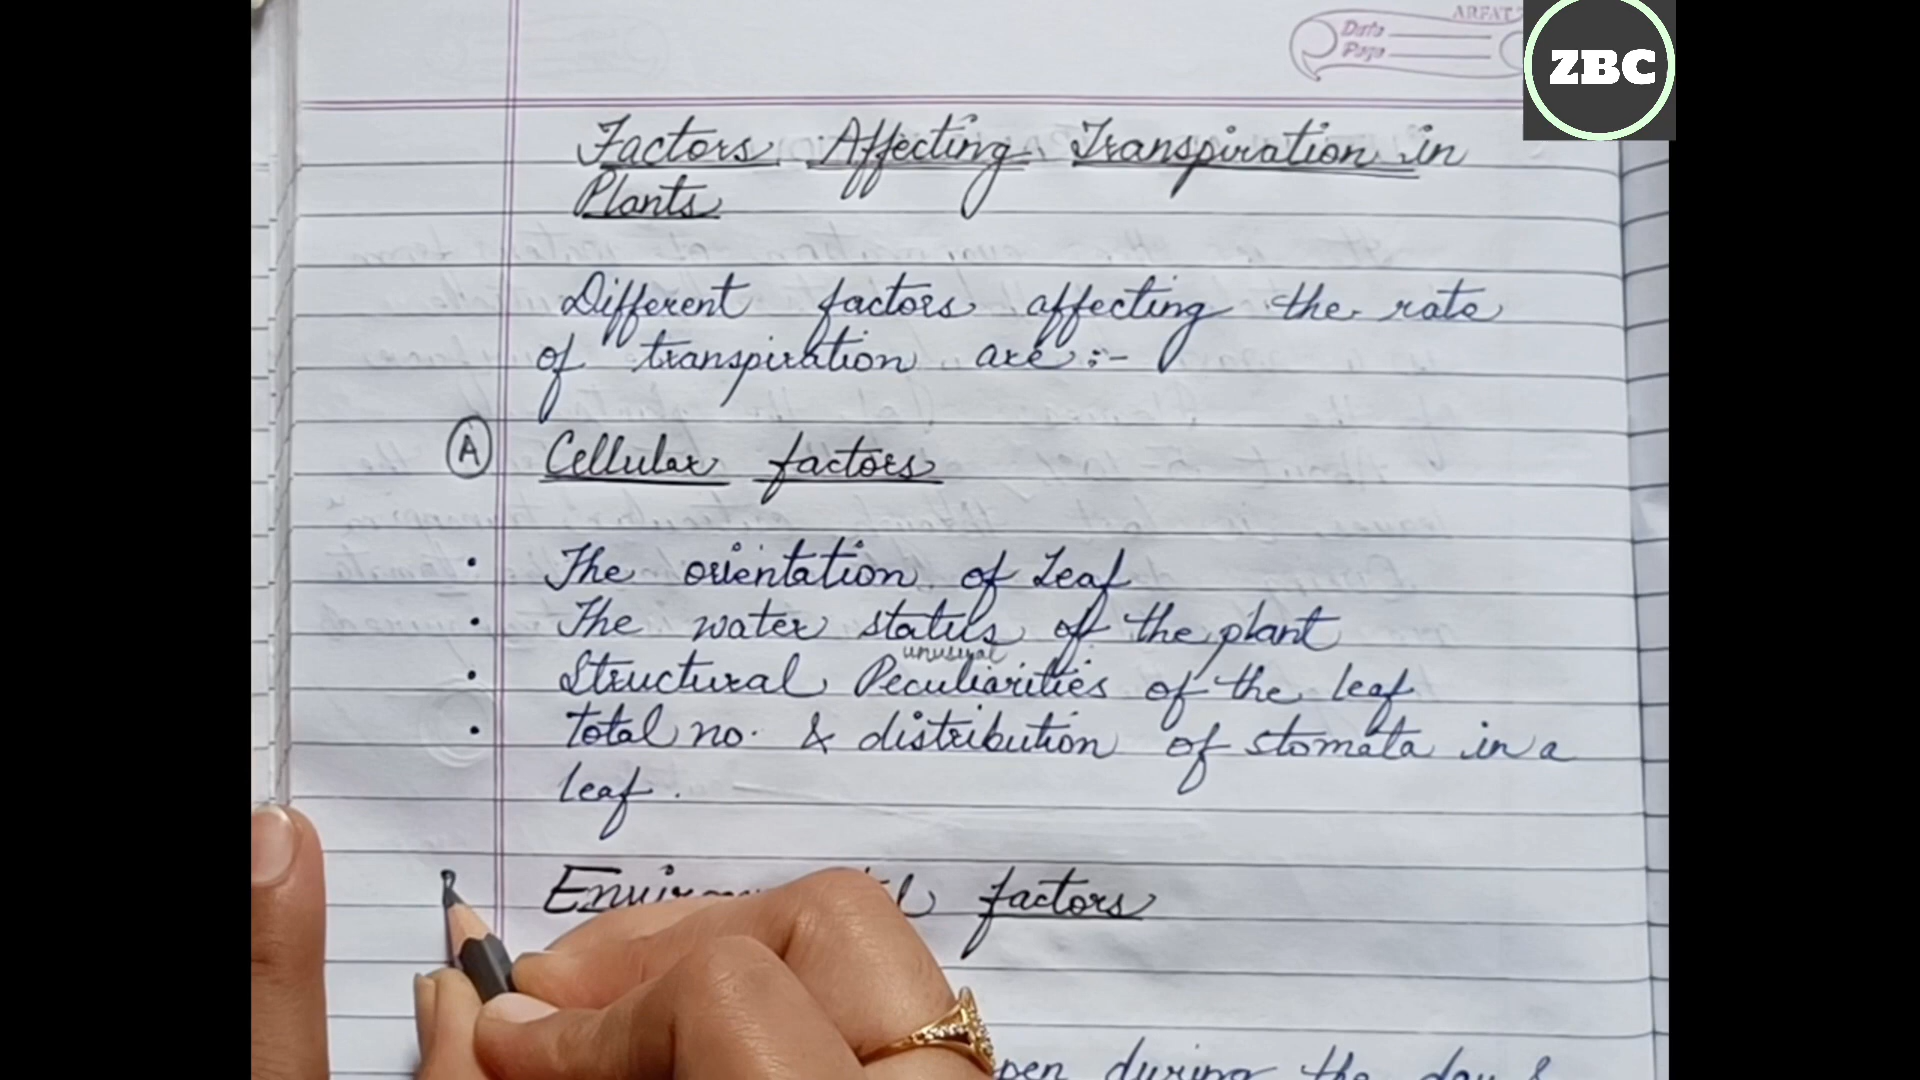 ARFAT
Date
Page
ZBC
Factors Affecting Transpiration in
Plants
Different factors affecting the rate
of transpiration are :-
A Cellular factors
• The orientation of Leaf
• The water status of the plant
unusual
• Structural Peculiarities of the leaf
• total no. & distribution of stomata in a
leaf.
factors
during the day &